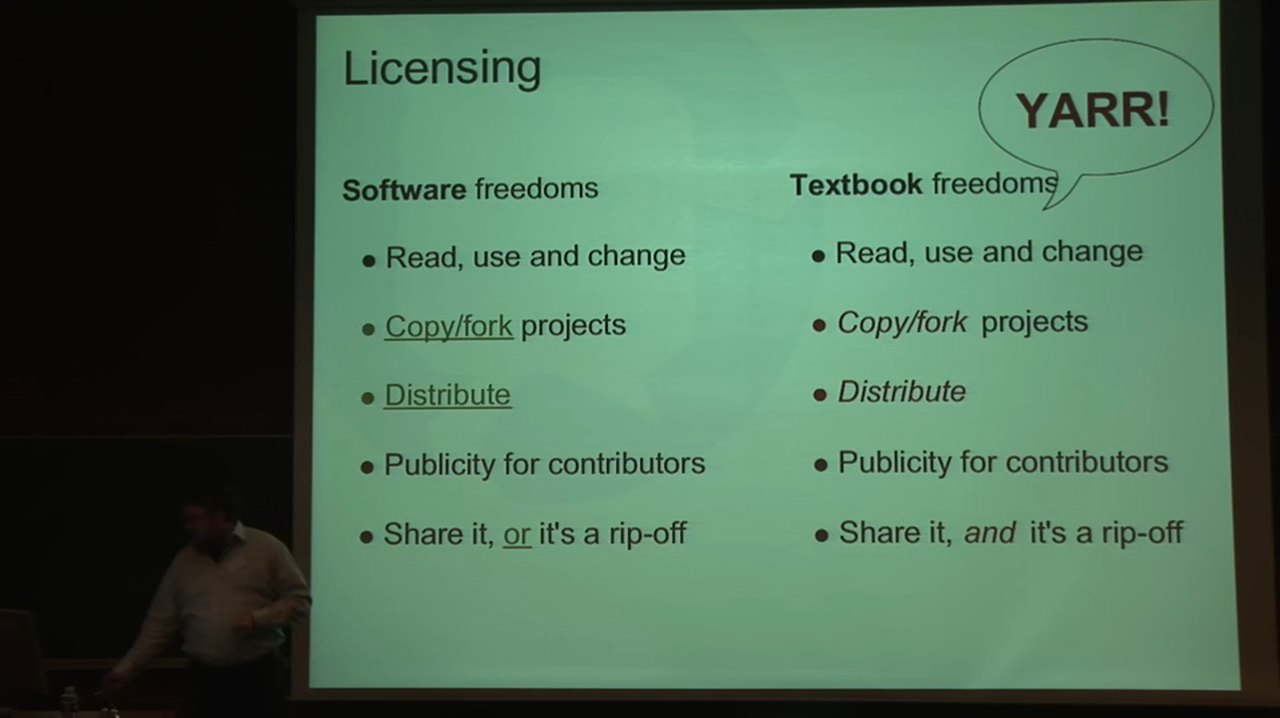 Licensing
YARR!
Software freedoms
Read, use and change
Copy/fork projects
Distribute
Publicity for contributors
Share it, or it's a rip-off
Textbook freedoms
Read, use and change
Copy/fork projects
Distribute
Publicity for contributors
Share it, and it's a rip-off